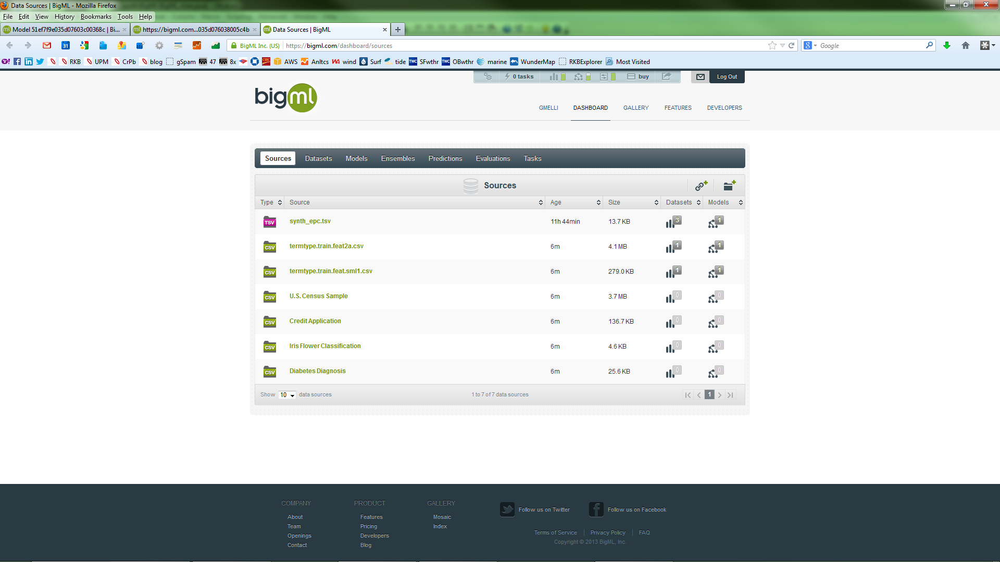 Data Sources | BigML - Mozilla Firefox
File Edit View History Bookmarks Tools Help
Model 51ef7f9e035d07603c00368c | Bi... https://bigml.com...035d076038005c4b Data Sources | BigML
BigML Inc. (US) https://bigml.com/dashboard/sources Google
RKB UPM CrPb blog gSpam 47 8x AWS Anltcs wind Surf tide SFwthr OBwthr marine WunderMap RKBExplorer Most Visited
0 tasks buy Log Out
bigml
GMELLI DASHBOARD GALLERY FEATURES DEVELOPERS
Sources Datasets Models Ensembles Predictions Evaluations Tasks
Sources
Type Source Age Size Datasets Models
TSV synth_epc.tsv 11h 44min 13.7 KB 3 1
CSV termtype.train.feat2a.csv 6m 4.1 MB 1 1
CSV termtype.train.feat.sml1.csv 6m 279.0 KB 1 1
CSV U.S. Census Sample 6m 3.7 MB 0 0
CSV Credit Application 6m 136.7 KB 0 0
CSV Iris Flower Classification 6m 4.6 KB 0 0
CSV Diabetes Diagnosis 6m 25.6 KB 0 0
Show 10 data sources 1 to 7 of 7 data sources 1
COMPANY PRODUCT GALLERY
Follow us on Twitter Follow us on Facebook
About Features Mosaic
Team Pricing Index
Terms of Service | Privacy Policy | FAQ
Openings Developers
Copyright © 2013 BigML, Inc.
Contact Blog